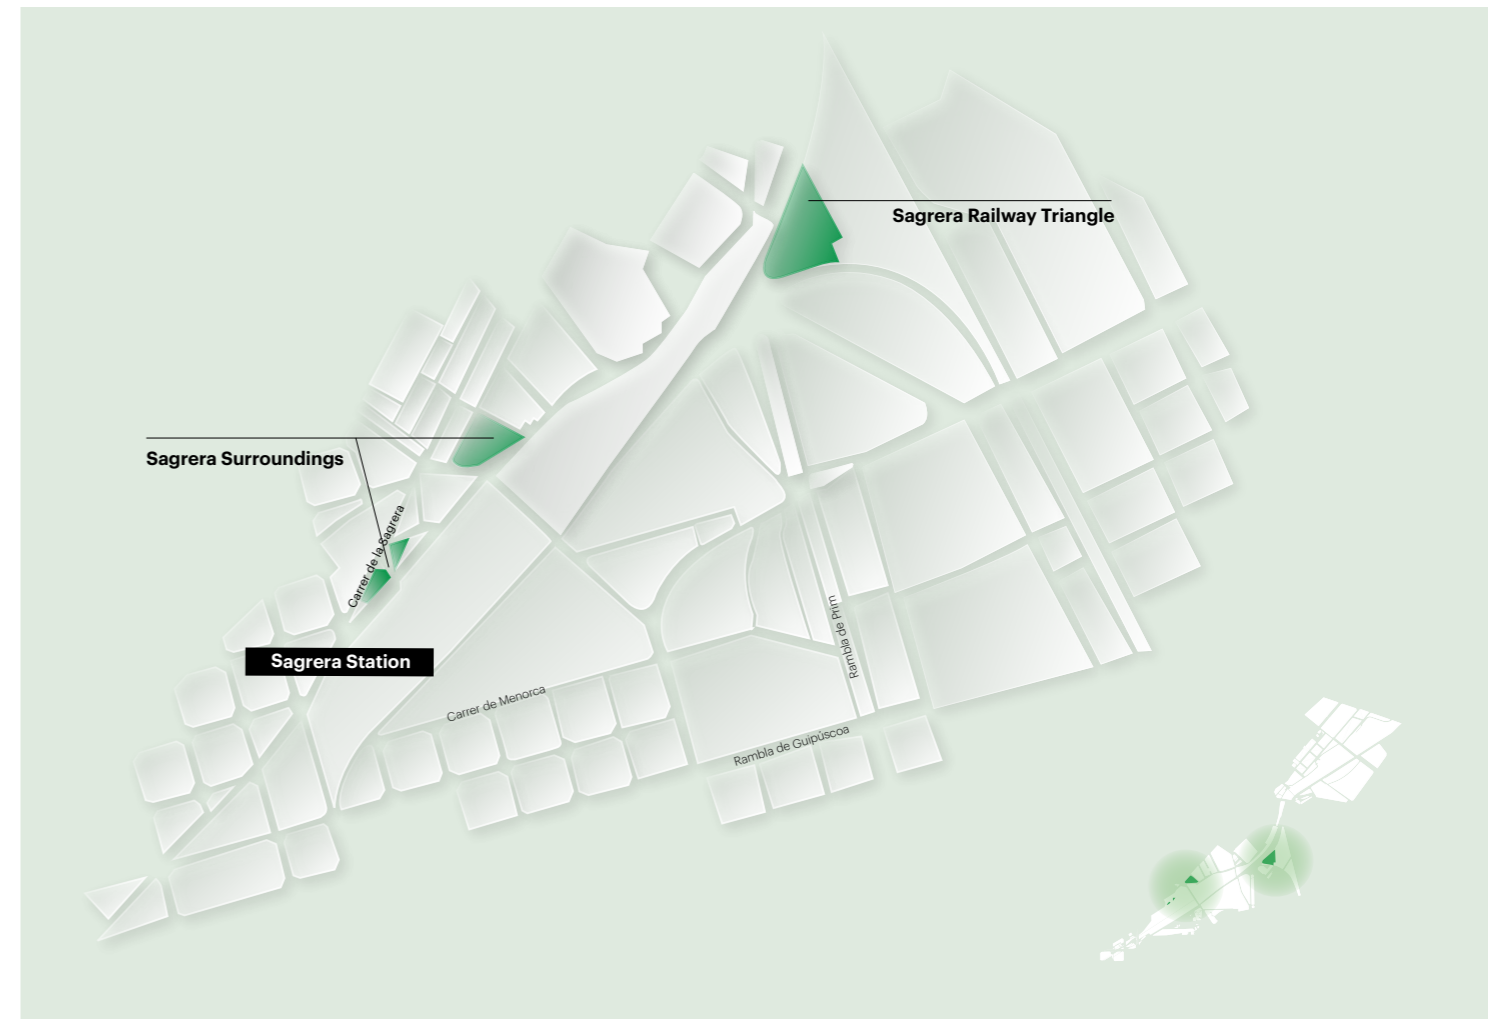 Sagrera Railway Triangle
Sagrera Surroundings
Carrer de la Sagrera
Sagrera Station
Rambla de Prim
Carrer de Menorca
Rambla de Guipúscoa